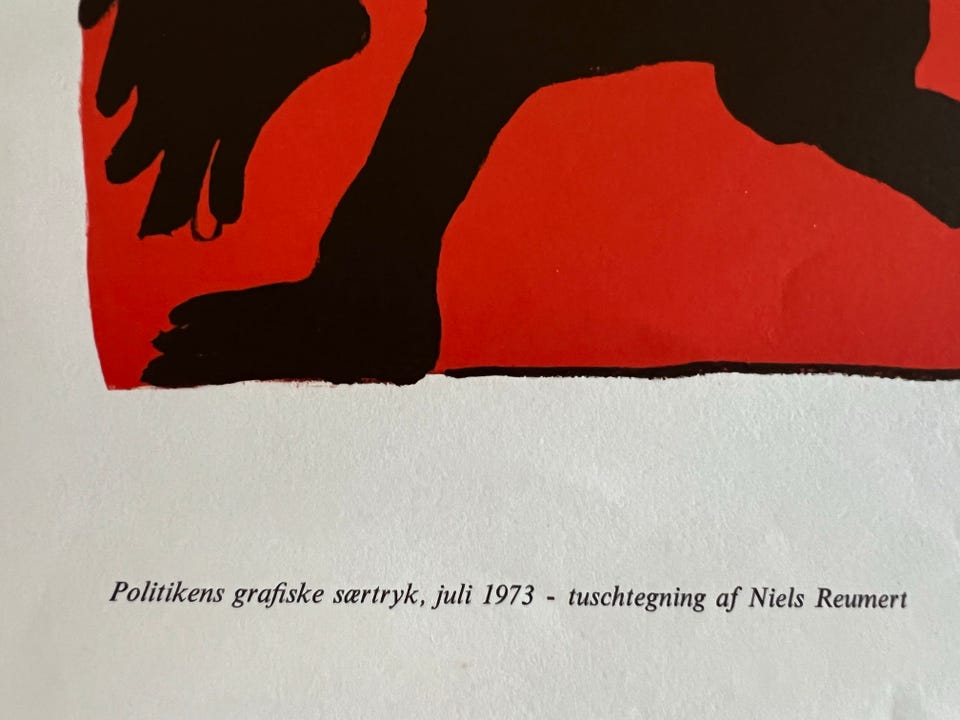 Politikens grafiske særtryk, juli 1973 - tuschtegning af Niels Reumert